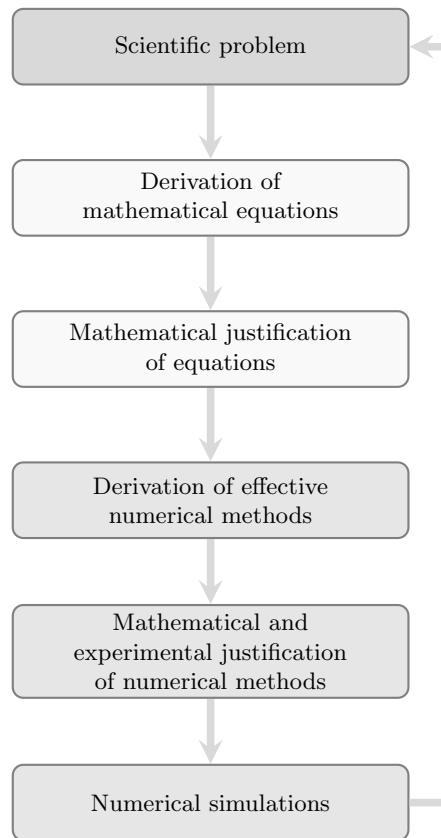 Scientific problem
Derivation of
mathematical equations
Mathematical justification
of equations
Derivation of effective
numerical methods
Mathematical and
experimental justification
of numerical methods
Numerical simulations